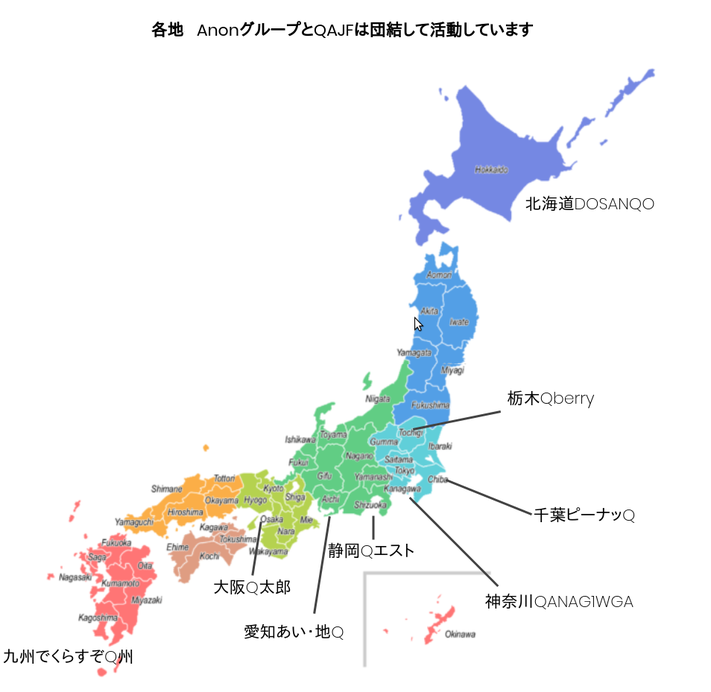 各地 AnonグループとQAJFは団結して活動しています
Hokkaido
北海道DOSANQO
Aomori
Akita
Iwate
Yamagata
Miyagi
Niigata
Fukushima
栃木Qberry
Ishikawa
Toyama
Tochigi
Gumma
Ibaraki
Fukui
Nagano
Saitama
Tokyo
Gifu
Yamanashi
Chiba
Kanagawa
Aichi
Shizuoka
千葉ピーナッQ
Shimane
Tottori
Kyoto
Hyogo
Shiga
Okayama
Hiroshima
Yamaguchi
Kagawa
Osaka
Mie
Nara
Tokushima
Wakayama
Ehime
Kochi
静岡Qエスト
Fukuoka
Saga
Oita
Nagasaki
Kumamoto
Miyazaki
Kagoshima
大阪Q太郎
神奈川QANAG1WGA
愛知あい・地Q
Okinawa
九州でくらすぞQ州